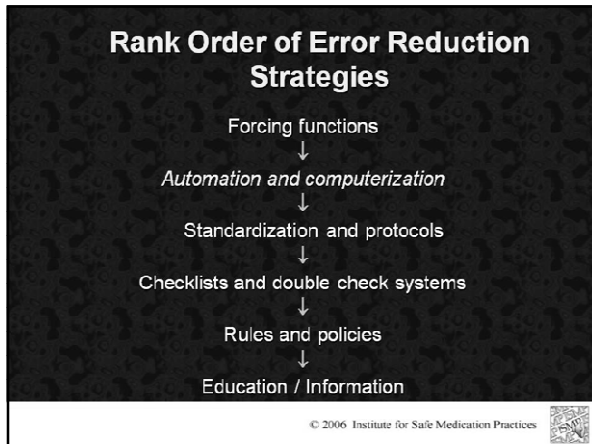 Rank Order of Error Reduction
Strategies
Forcing functions
↓
Automation and computerization
↓
Standardization and protocols
↓
Checklists and double check systems
↓
Rules and policies
↓
Education / Information
© 2006 Institute for Safe Medication Practices
ISMP